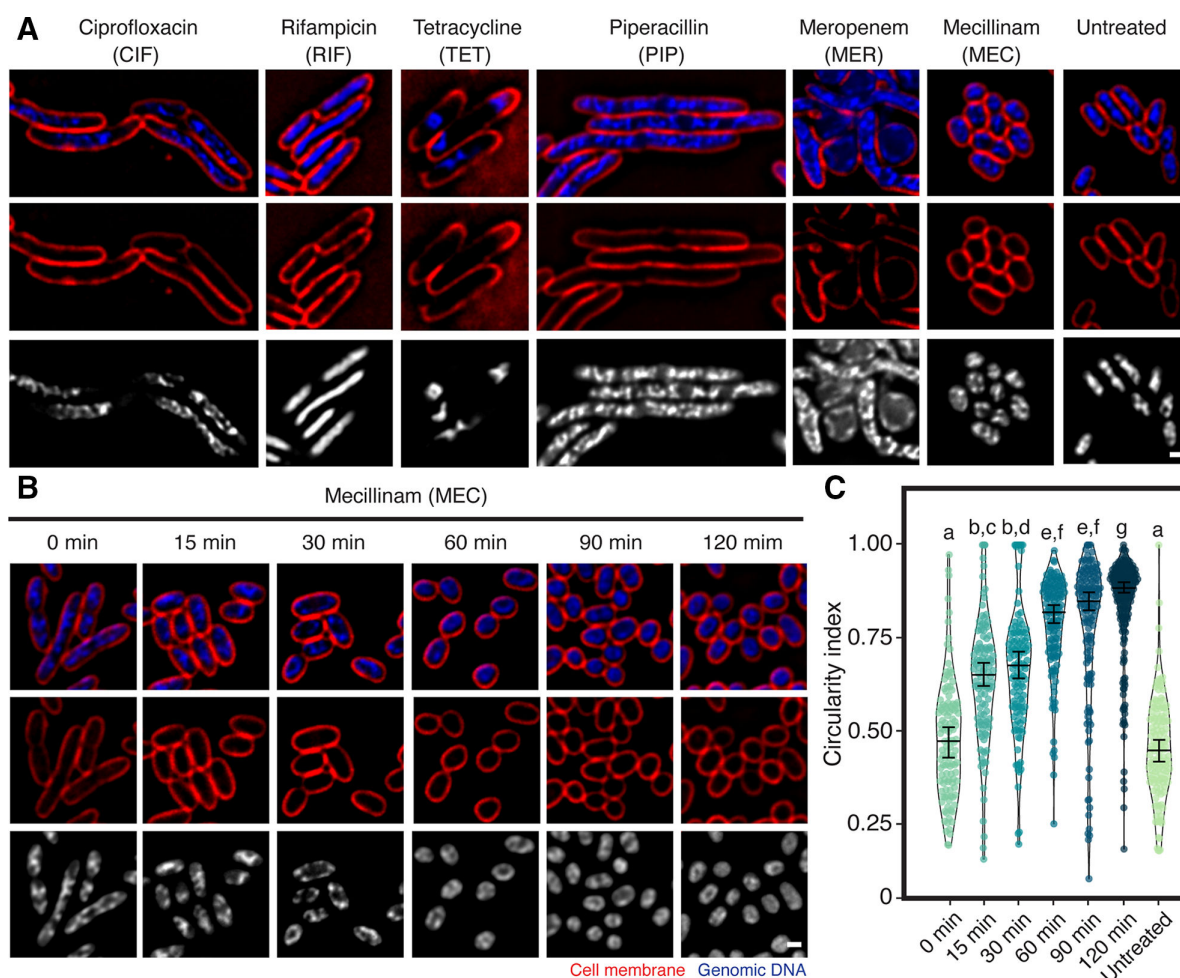 A
Ciprofloxacin
(CIF)
Rifampicin
(RIF)
Tetracycline
(TET)
Piperacillin
(PIP)
Meropenem
(MER)
Mecillinam
(MEC)
Untreated
B
Mecillinam (MEC)
0 min 15 min 30 min 60 min 90 min 120 mim
Cell membrane Genomic DNA
C
Circularity index
1.00
0.75
0.50
0.25
0
a b,c b,d e,f e,f g a
0 min
15 min
30 min
60 min
90 min
120 min
Untreated